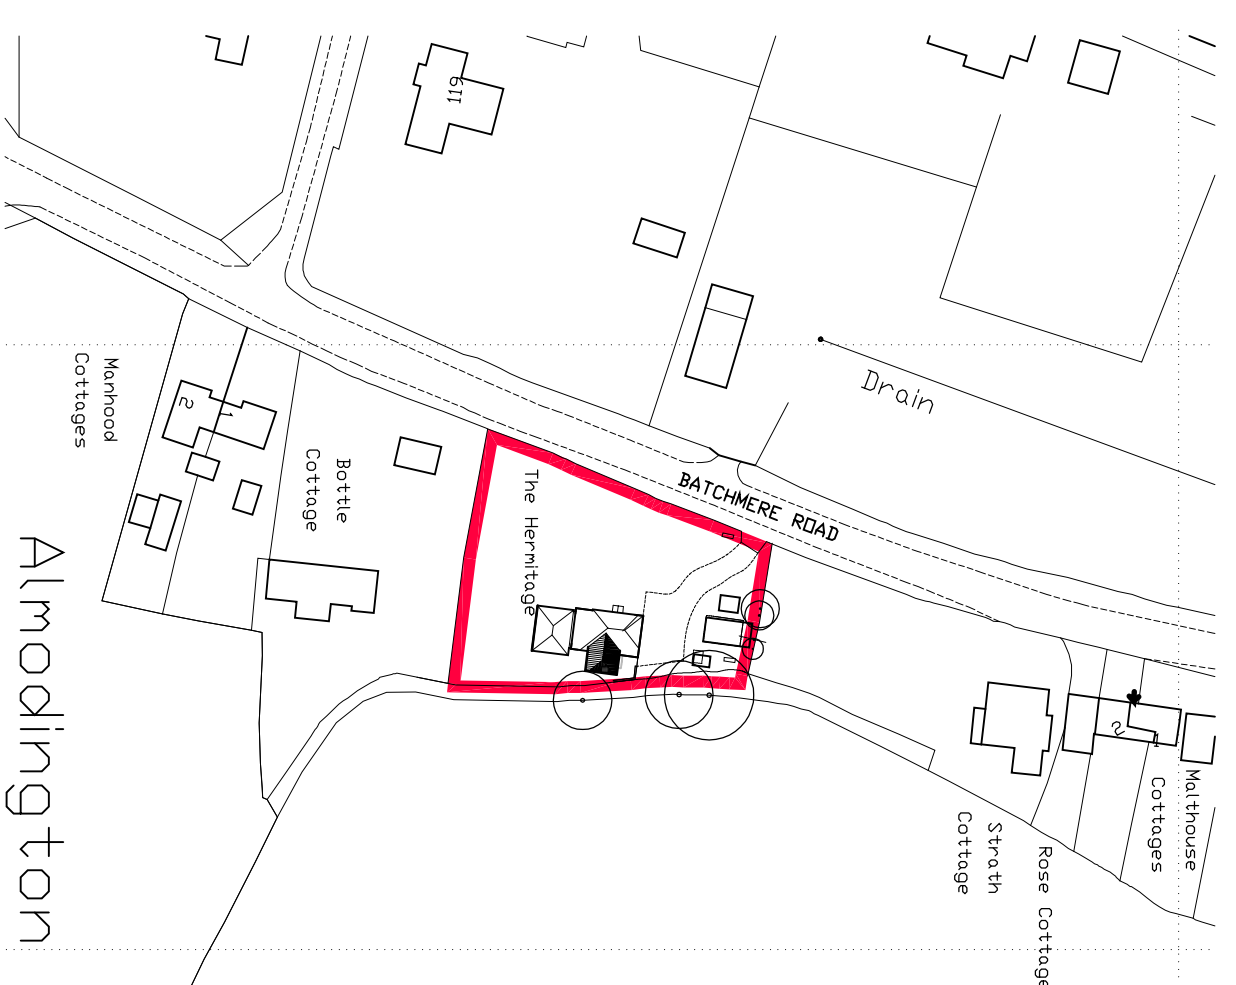 119
Drain
BATCHMERE ROAD
Manhood
Cottages
2
1
Bottle
Cottage
The Hermitage
Almodington
2
1
Malthouse
Cottages
Strath
Cottage
Rose Cottage